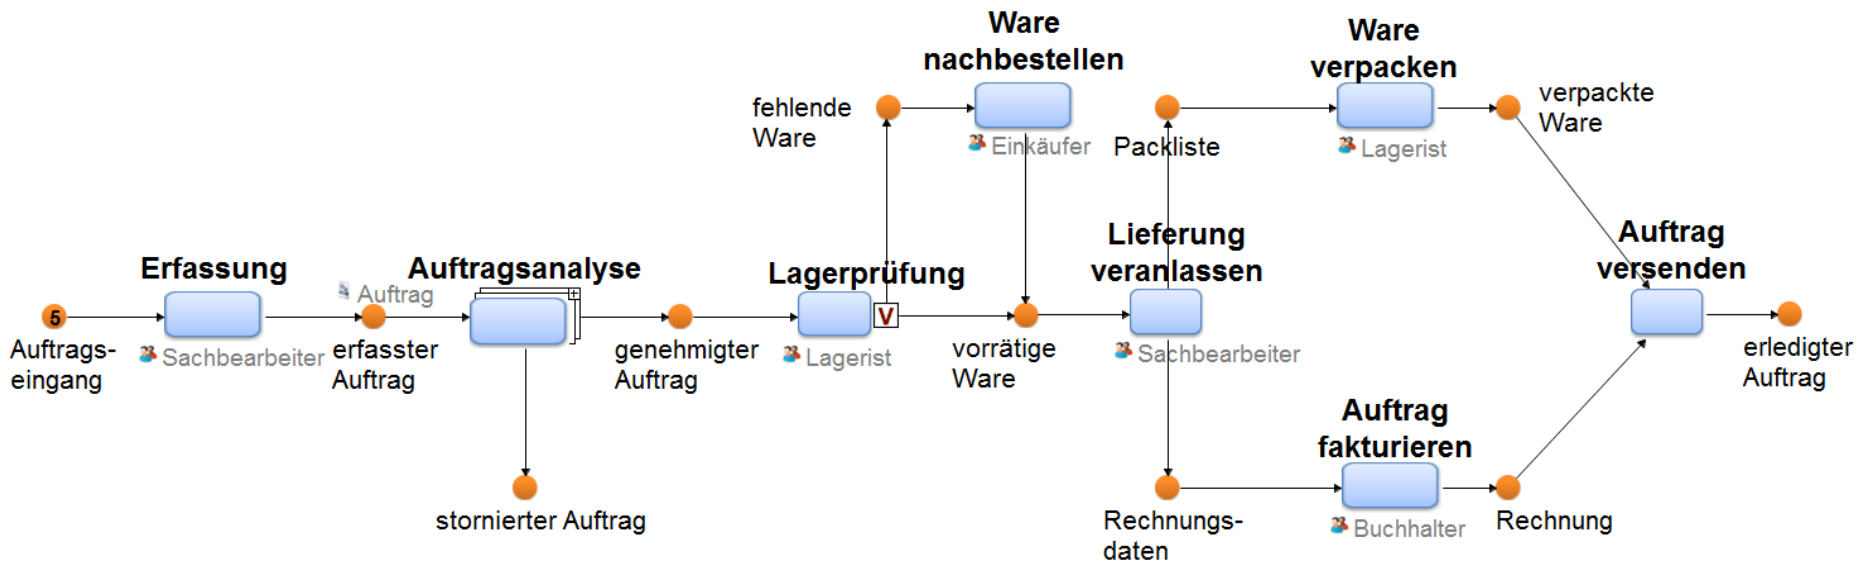 Ware
nachbestellen
Ware
verpacken
fehlende
Ware
Einkäufer
Packliste
Lagerist
verpackte
Ware
Erfassung
Auftrag
Auftragsanalyse
Lagerprüfung
Lieferung
veranlassen
Auftrag
versenden
5
V
Auftrags-
eingang
Sachbearbeiter
erfasster
Auftrag
genehmigter
Auftrag
Lagerist
vorrätige
Ware
Sachbearbeiter
erledigter
Auftrag
stornierter Auftrag
Auftrag
fakturieren
Rechnungs-
daten
Buchhalter
Rechnung